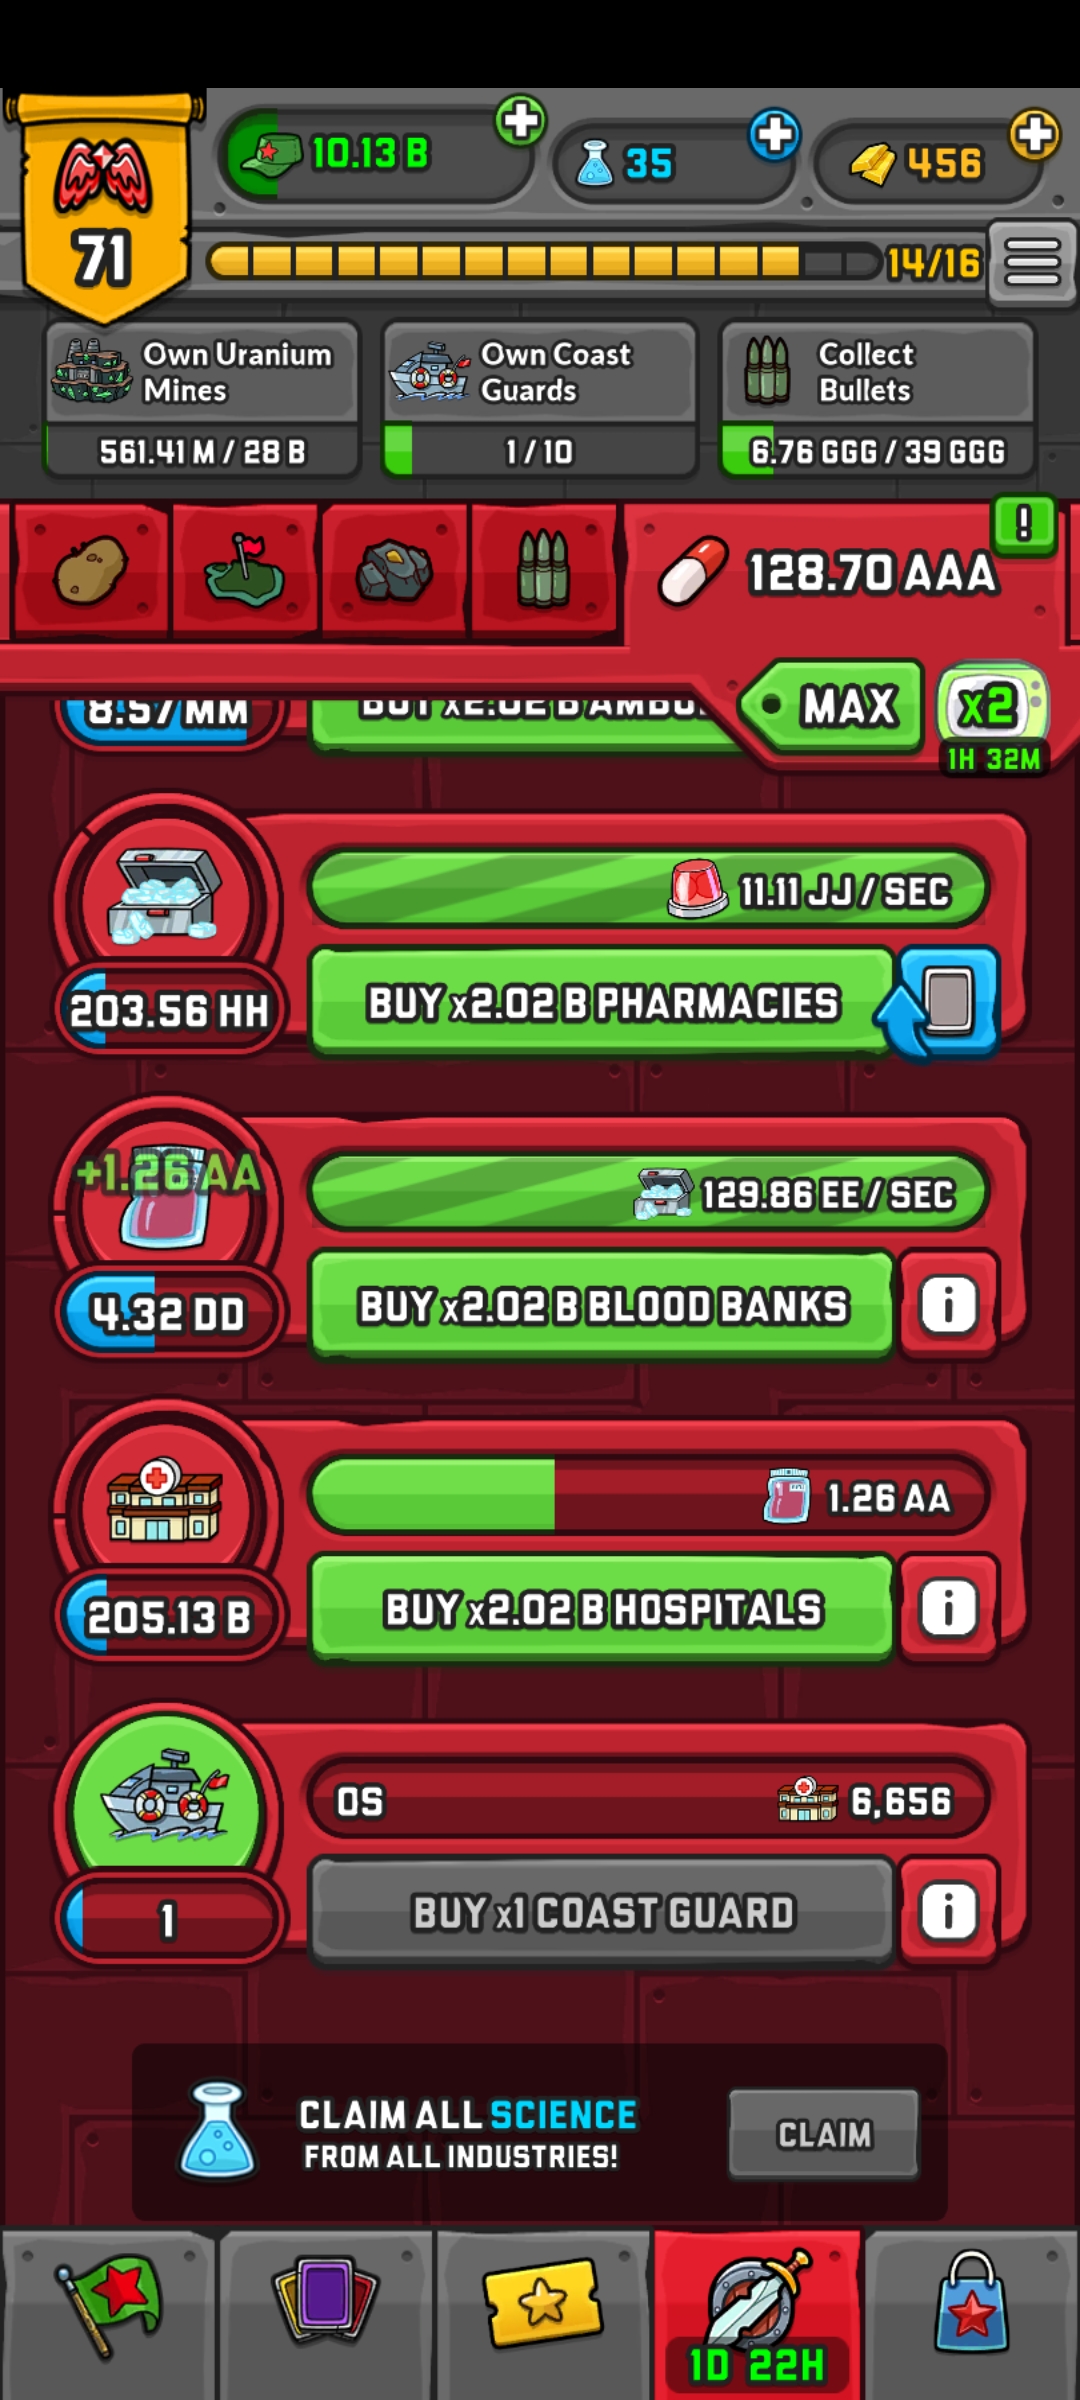 10.13 B
35
456
71
14/16
Own Uranium
Mines
561.41 M / 28 B
Own Coast
Guards
1 / 10
Collect
Bullets
6.76 GGG / 39 GGG
!
128.70 AAA
MAX
x2
1H 32M
8.57 MM
BUY x2.02 B
11.11 JJ / SEC
203.56 HH
BUY x2.02 B PHARMACIES
+1.26 AA
129.86 EE / SEC
4.32 DD
BUY x2.02 B BLOOD BANKS
i
1.26 AA
205.13 B
BUY x2.02 B HOSPITALS
i
0S
6,656
1
BUY x1 COAST GUARD
i
CLAIM ALL SCIENCE
FROM ALL INDUSTRIES!
CLAIM
1D 22H